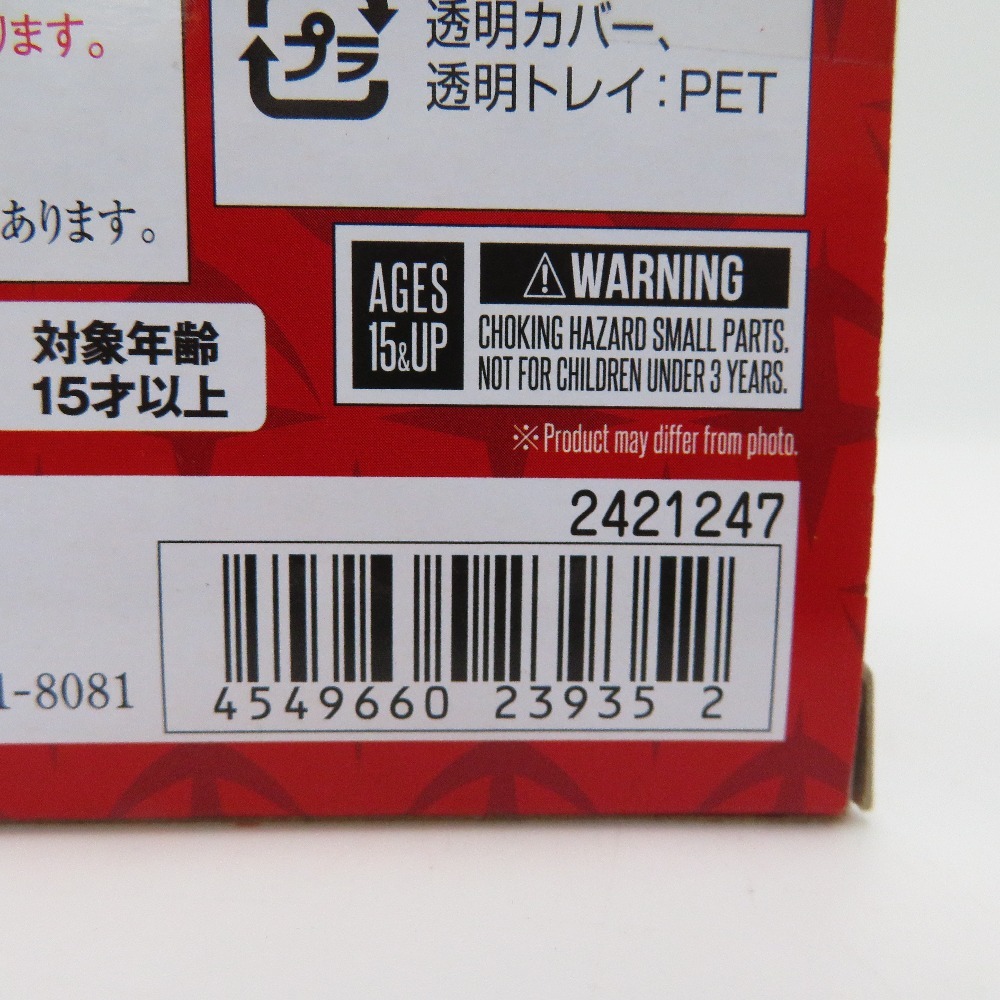 ります。
プラ
透明カバー、
透明トレイ：PET
あります。
対象年齢
15才以上
AGES
15&UP
⚠WARNING
CHOKING HAZARD SMALL PARTS.
NOT FOR CHILDREN UNDER 3 YEARS.
※Product may differ from photo.
2421247
1-8081
4549660 23935 2